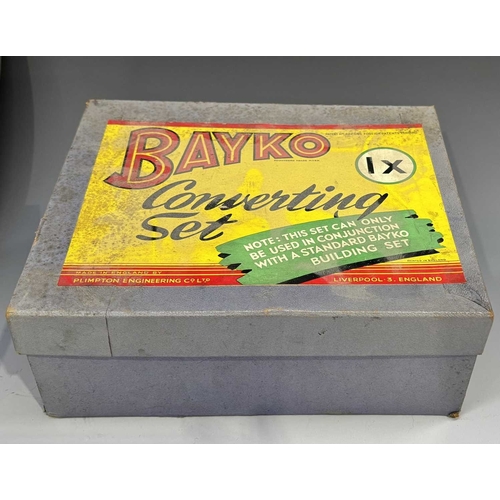 BAYKO
1x
Converting
Set
NOTE: THIS SET CAN ONLY
BE USED IN CONJUNCTION
WITH A STANDARD BAYKO
BUILDING SET
MADE IN ENGLAND BY
PLIMPTON ENGINEERING CO LTD
LIVERPOOL · 3, ENGLAND